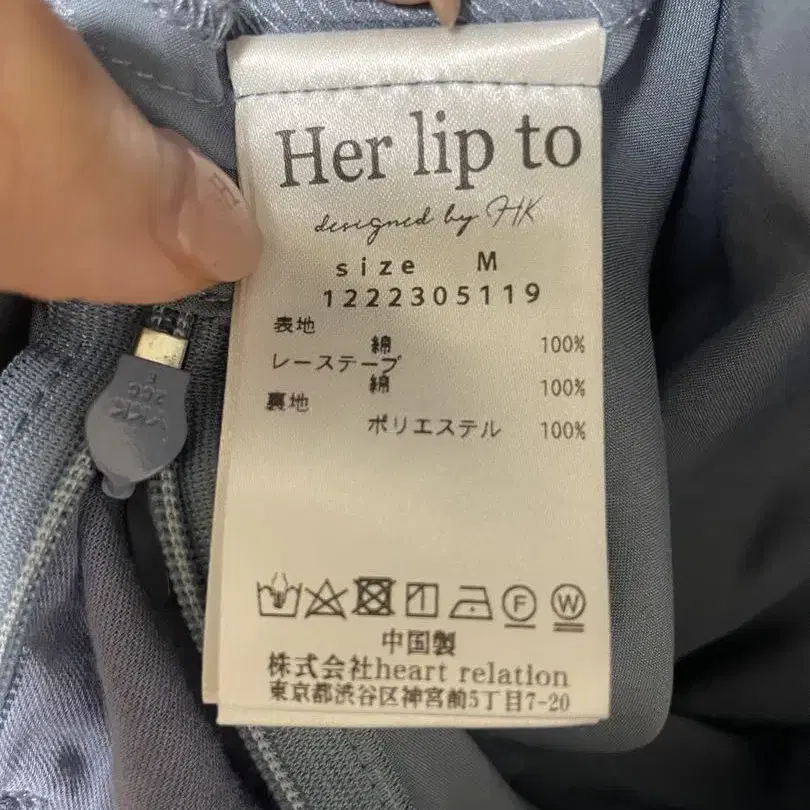 Her lip to
designed by HK
size M
1222305119
表地
綿 100%
レーステープ
綿 100%
裏地
ポリエステル 100%
F W
中国製
株式会社heart relation
東京都渋谷区神宮前5丁目7-20